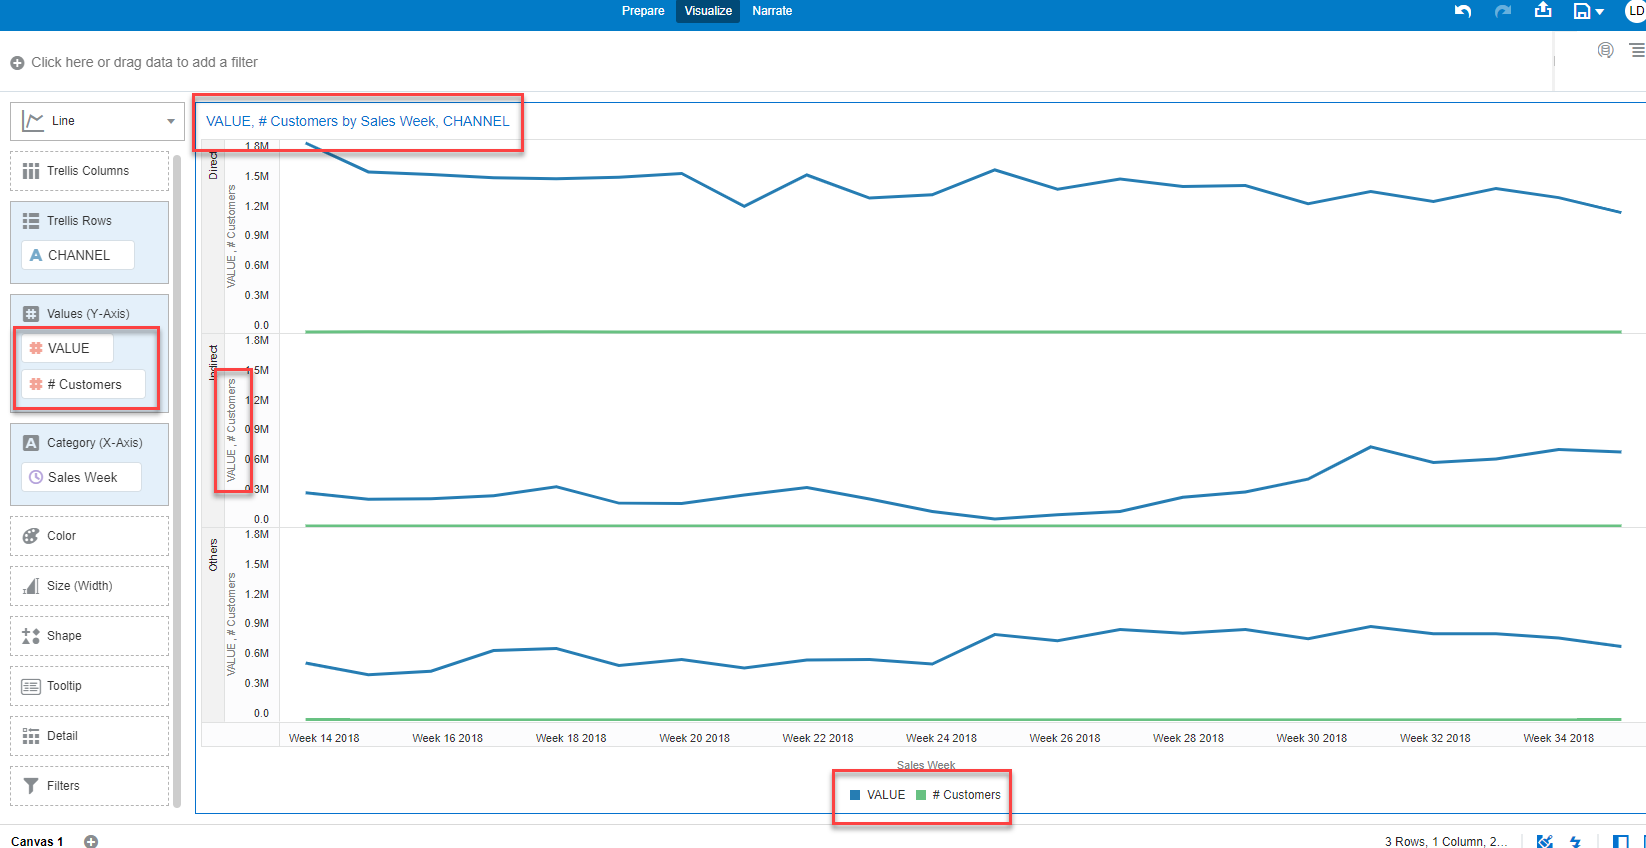 Prepare Visualize Narrate
LD
Click here or drag data to add a filter
Line
Trellis Columns
Trellis Rows
A CHANNEL
Values (Y-Axis)
VALUE
# Customers
A Category (X-Axis)
Sales Week
Color
Size (Width)
Shape
Tooltip
Detail
Filters
VALUE, # Customers by Sales Week, CHANNEL
Direct
VALUE, # Customers
1.8M
1.5M
1.2M
0.9M
0.6M
0.3M
0.0
Indirect
VALUE, # Customers
1.8M
1.5M
1.2M
0.9M
0.6M
0.3M
0.0
Others
VALUE, # Customers
1.8M
1.5M
1.2M
0.9M
0.6M
0.3M
0.0
Week 14 2018 Week 16 2018 Week 18 2018 Week 20 2018 Week 22 2018 Week 24 2018 Week 26 2018 Week 28 2018 Week 30 2018 Week 32 2018 Week 34 2018
Sales Week
VALUE # Customers
Canvas 1
3 Rows, 1 Column, 2...